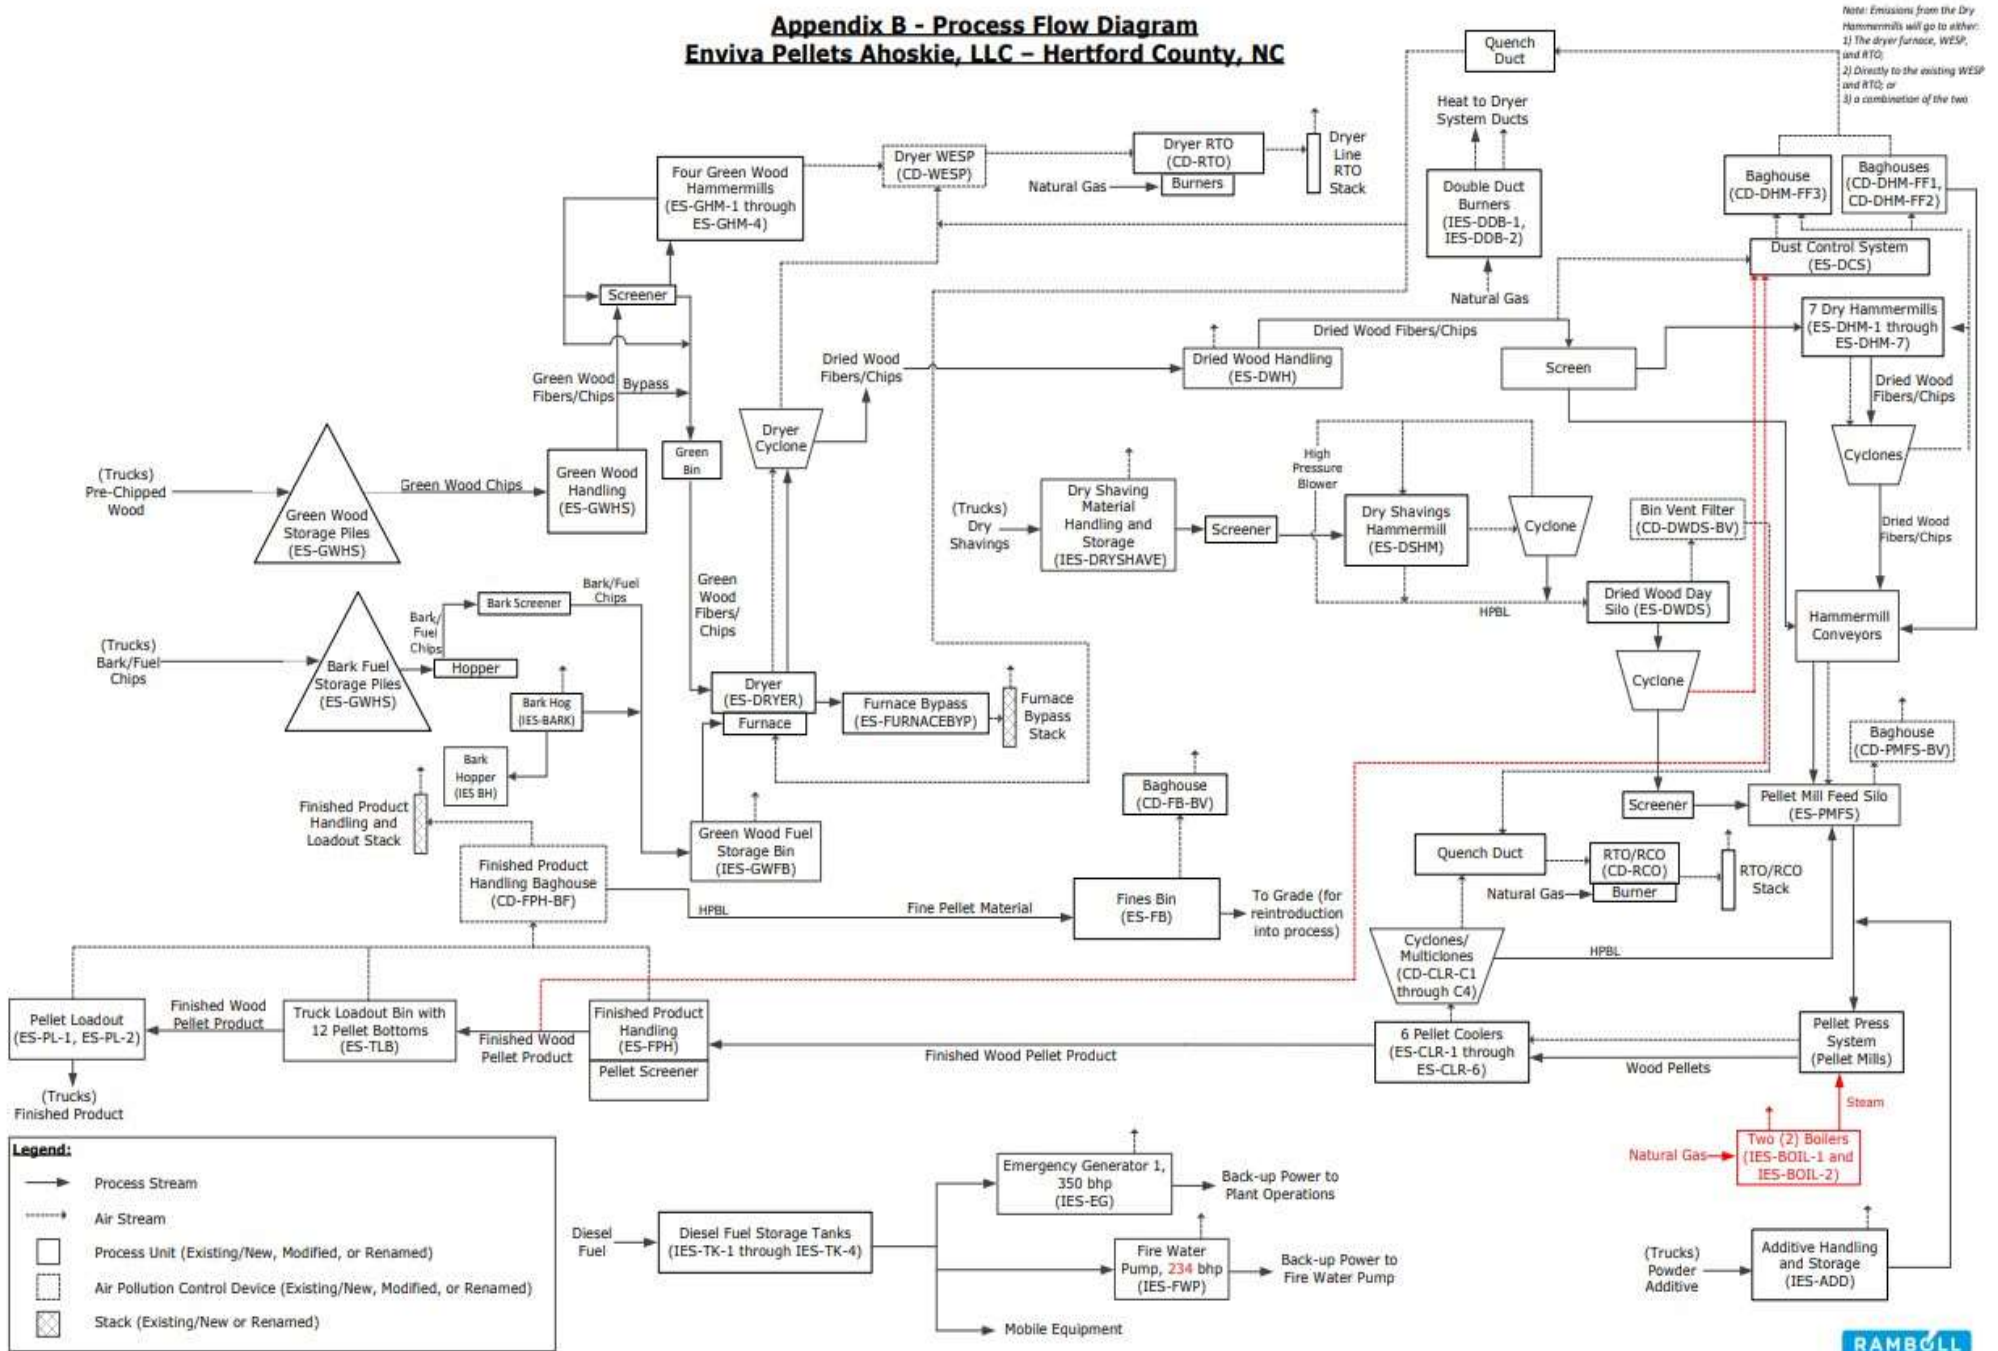 Appendix B - Process Flow Diagram
Enviva Pellets Ahoskie, LLC – Hertford County, NC
Note: Emissions from the Dry
Hammermills will go to either:
1) The dryer furnace, WESP,
and RTO;
2) Directly to the existing WESP
and RTO; or
3) a combination of the two
Quench
Duct
Heat to Dryer
System Ducts
Four Green Wood
Hammermills
(ES-GHM-1 through
ES-GHM-4)
Dryer WESP
(CD-WESP)
Dryer RTO
(CD-RTO)
Natural Gas
Burners
Dryer
Line
RTO
Stack
Double Duct
Burners
(IES-DDB-1,
IES-DDB-2)
Natural Gas
Baghouse
(CD-DHM-FF3)
Baghouses
(CD-DHM-FF1,
CD-DHM-FF2)
Dust Control System
(ES-DCS)
Screener
7 Dry Hammermills
(ES-DHM-1 through
ES-DHM-7)
Dried Wood Fibers/Chips
Dried Wood
Fibers/Chips
Dried Wood Handling
(ES-DWH)
Screen
Green Wood
Fibers/Chips
Bypass
Dried Wood
Fibers/Chips
Dryer
Cyclone
Green
Bin
Cyclones
(Trucks)
Pre-Chipped
Wood
Green Wood
Storage Piles
(ES-GWHS)
Green Wood Chips
Green Wood
Handling
(ES-GWHS)
High
Pressure
Blower
(Trucks)
Dry
Shavings
Dry Shaving
Material
Handling and
Storage
(IES-DRYSHAVE)
Screener
Dry Shavings
Hammermill
(ES-DSHM)
Cyclone
Bin Vent Filter
(CD-DWDS-BV)
Dried Wood
Fibers/Chips
Green
Wood
Fibers/
Chips
HPBL
Dried Wood Day
Silo (ES-DWDS)
Hammermill
Conveyors
Bark/Fuel
Chips
Bark Screener
Bark/
Fuel
Chips
(Trucks)
Bark/Fuel
Chips
Bark Fuel
Storage Piles
(ES-GWHS)
Hopper
Bark Hog
(IES-BARK)
Bark
Hopper
(IES BH)
Dryer
(ES-DRYER)
Furnace
Furnace Bypass
(ES-FURNACEBYP)
Furnace
Bypass
Stack
Cyclone
Baghouse
(CD-PMFS-BV)
Finished Product
Handling and
Loadout Stack
Baghouse
(CD-FB-BV)
Screener
Pellet Mill Feed Silo
(ES-PMFS)
Green Wood Fuel
Storage Bin
(IES-GWFB)
Quench Duct
RTO/RCO
(CD-RCO)
Natural Gas
Burner
RTO/RCO
Stack
Finished Product
Handling Baghouse
(CD-FPH-BF)
HPBL
Fine Pellet Material
Fines Bin
(ES-FB)
To Grade (for
reintroduction
into process)
Cyclones/
Multiclones
(CD-CLR-C1
through C4)
HPBL
Pellet Loadout
(ES-PL-1, ES-PL-2)
Finished Wood
Pellet Product
Truck Loadout Bin with
12 Pellet Bottoms
(ES-TLB)
Finished Wood
Pellet Product
Finished Product
Handling
(ES-FPH)
Pellet Screener
Finished Wood Pellet Product
6 Pellet Coolers
(ES-CLR-1 through
ES-CLR-6)
Wood Pellets
Pellet Press
System
(Pellet Mills)
(Trucks)
Finished Product
Steam
Natural Gas
Two (2) Boilers
(IES-BOIL-1 and
IES-BOIL-2)
Legend:
Process Stream
Air Stream
Process Unit (Existing/New, Modified, or Renamed)
Air Pollution Control Device (Existing/New, Modified, or Renamed)
Stack (Existing/New or Renamed)
Diesel
Fuel
Diesel Fuel Storage Tanks
(IES-TK-1 through IES-TK-4)
Emergency Generator 1,
350 bhp
(IES-EG)
Back-up Power to
Plant Operations
Fire Water
Pump, 234 bhp
(IES-FWP)
Back-up Power to
Fire Water Pump
Mobile Equipment
(Trucks)
Powder
Additive
Additive Handling
and Storage
(IES-ADD)
RAMBOLL